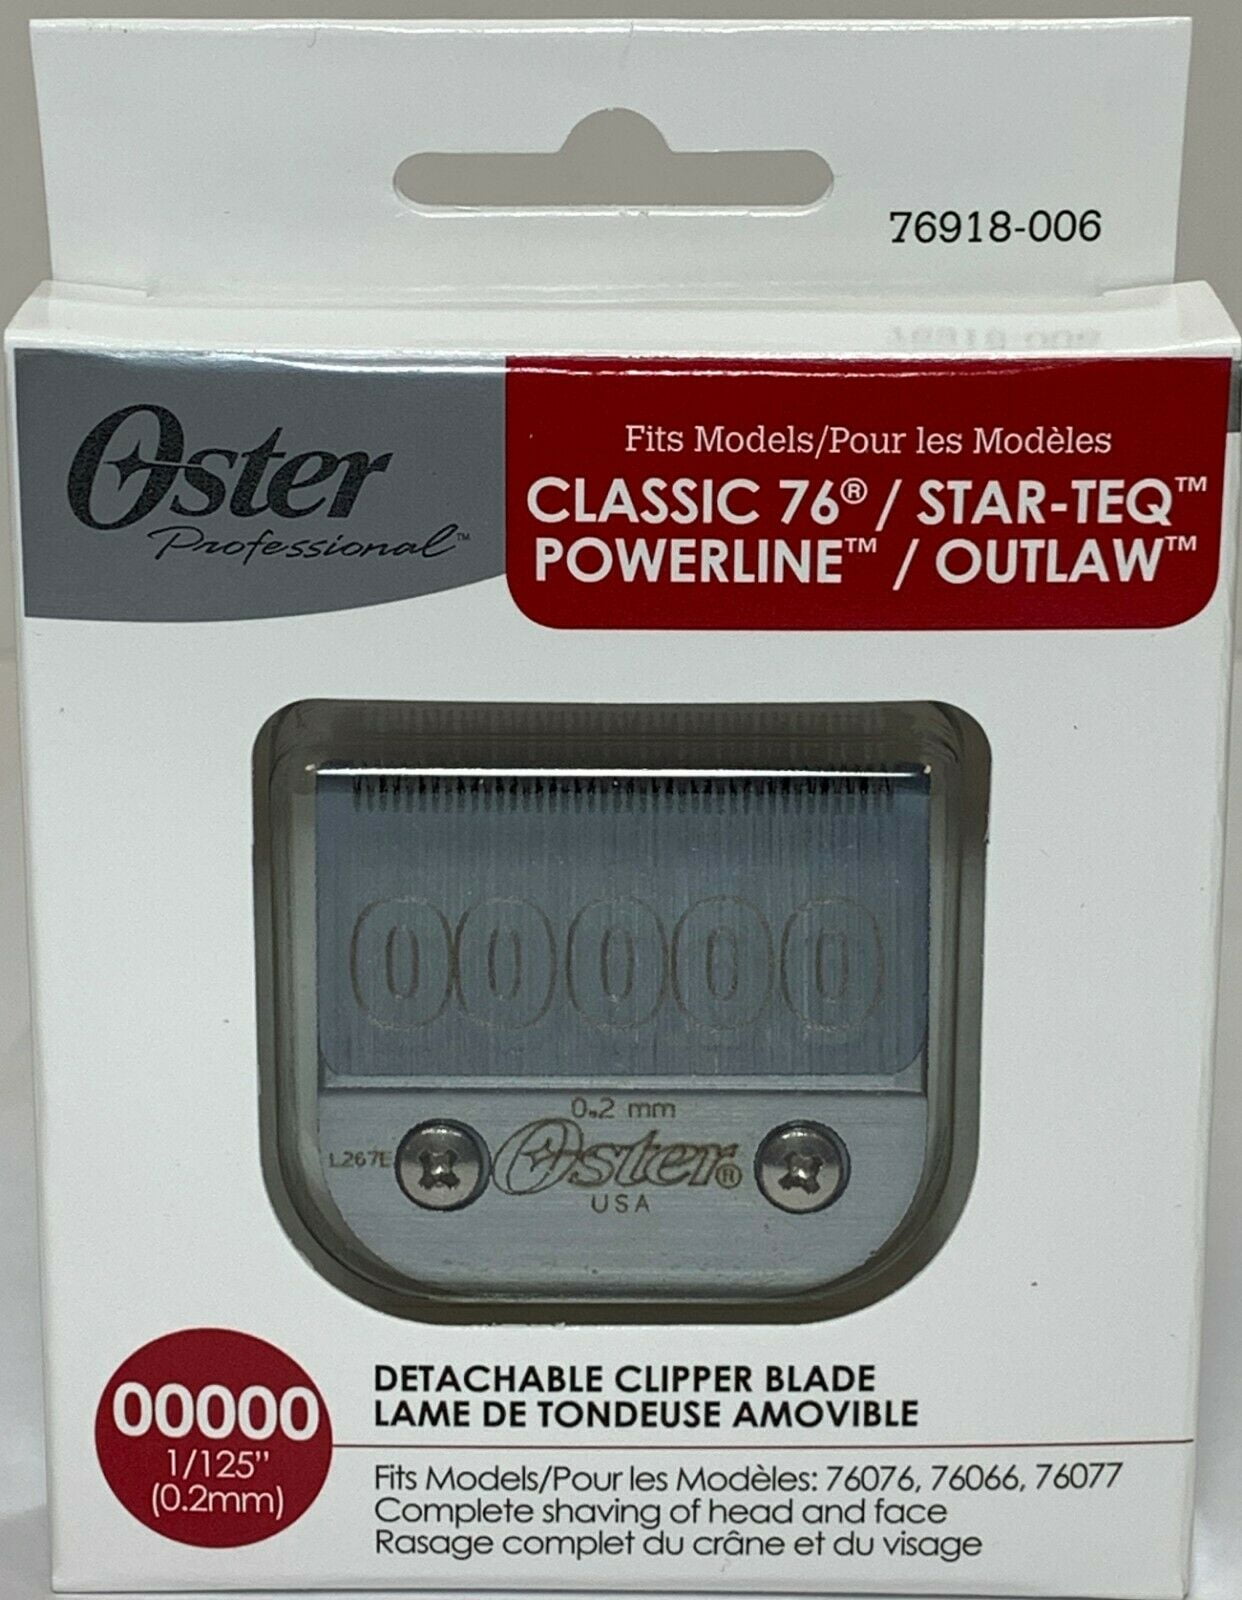 76918-006
Oster
Professional™
Fits Models/Pour les Modèles
CLASSIC 76® / STAR-TEQ™
POWERLINE™ / OUTLAW™
00000
0.2 mm
L267E
Oster®
USA
00000
1/125"
(0.2mm)
DETACHABLE CLIPPER BLADE
LAME DE TONDEUSE AMOVIBLE
Fits Models/Pour les Modèles: 76076, 76066, 76077
Complete shaving of head and face
Rasage complet du crâne et du visage